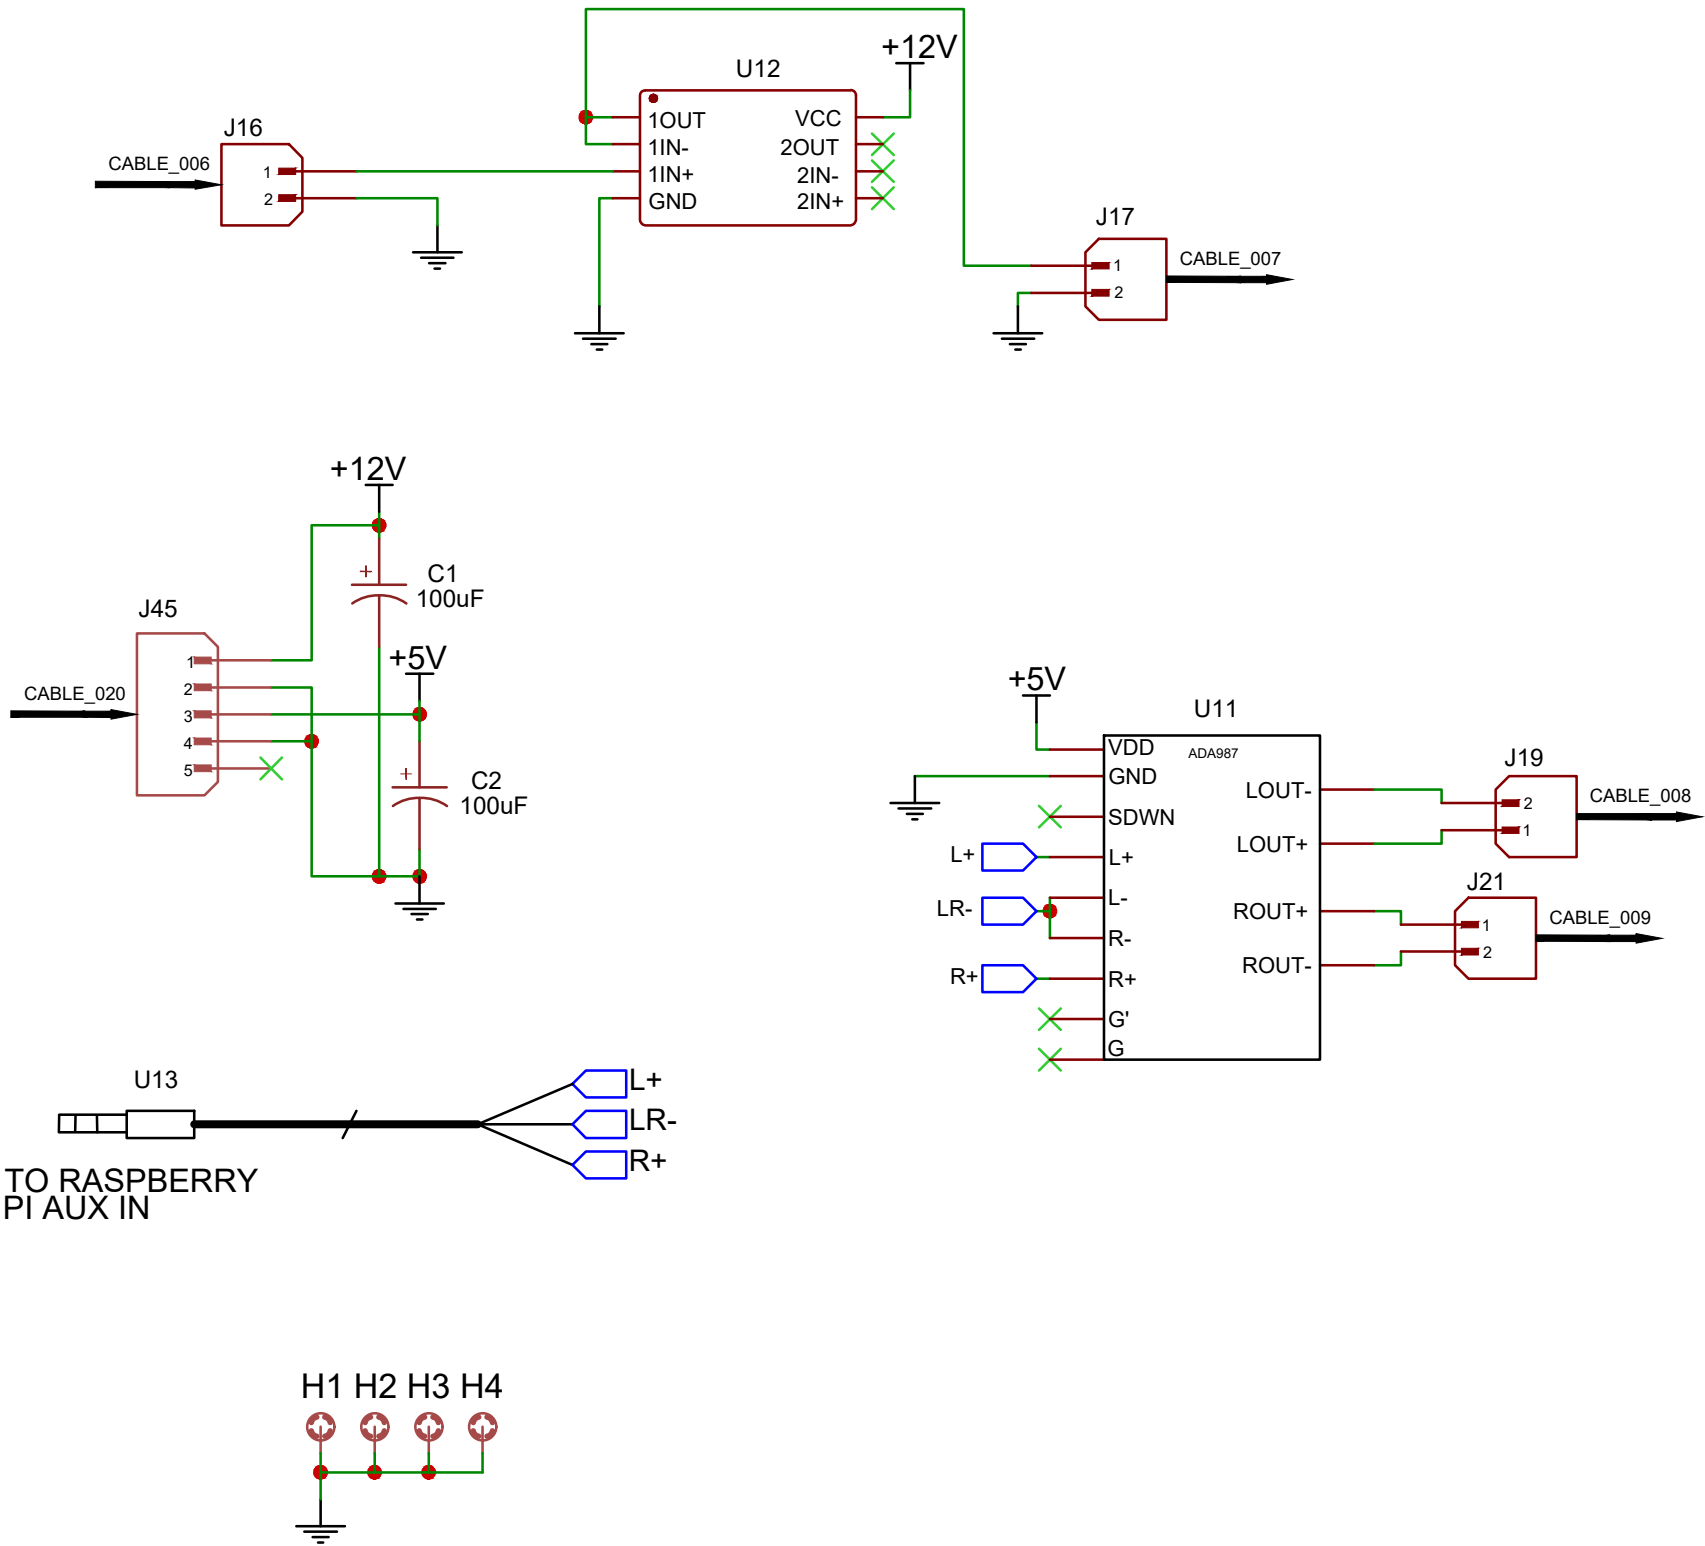 +12V
U12
1OUT
1IN-
1IN+
GND
VCC
2OUT
2IN-
2IN+
J16
CABLE_006
1
2
J17
1
2
CABLE_007
+12V
+
C1
100uF
J45
1
2
3
4
5
CABLE_020
+5V
+
C2
100uF
+5V
U11
ADA987
VDD
GND
SDWN
L+
L-
R-
R+
G'
G
LOUT-
LOUT+
ROUT+
ROUT-
L+
LR-
R+
J19
2
1
CABLE_008
J21
1
2
CABLE_009
U13
L+
LR-
R+
TO RASPBERRY
PI AUX IN
H1 H2 H3 H4